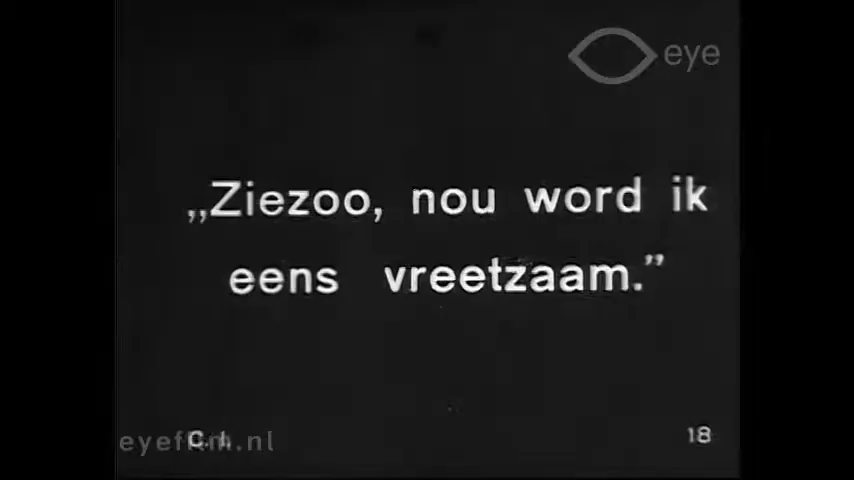 eye
„Ziezoo, nou word ik
eens vreetzaam.”
C. I. 18
eyefilm.nl